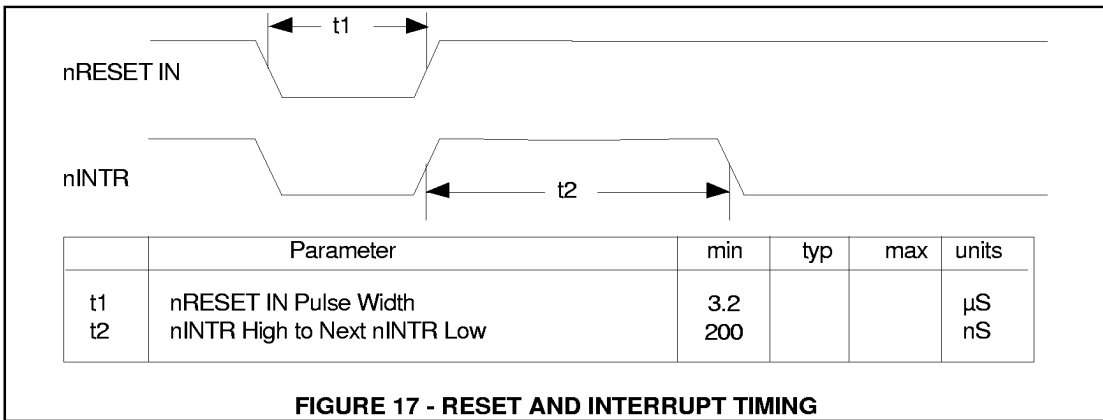 t1
nRESET IN
nINTR
t2
Parameter min typ max units
t1 nRESET IN Pulse Width 3.2 µS
t2 nINTR High to Next nINTR Low 200 nS
FIGURE 17 - RESET AND INTERRUPT TIMING